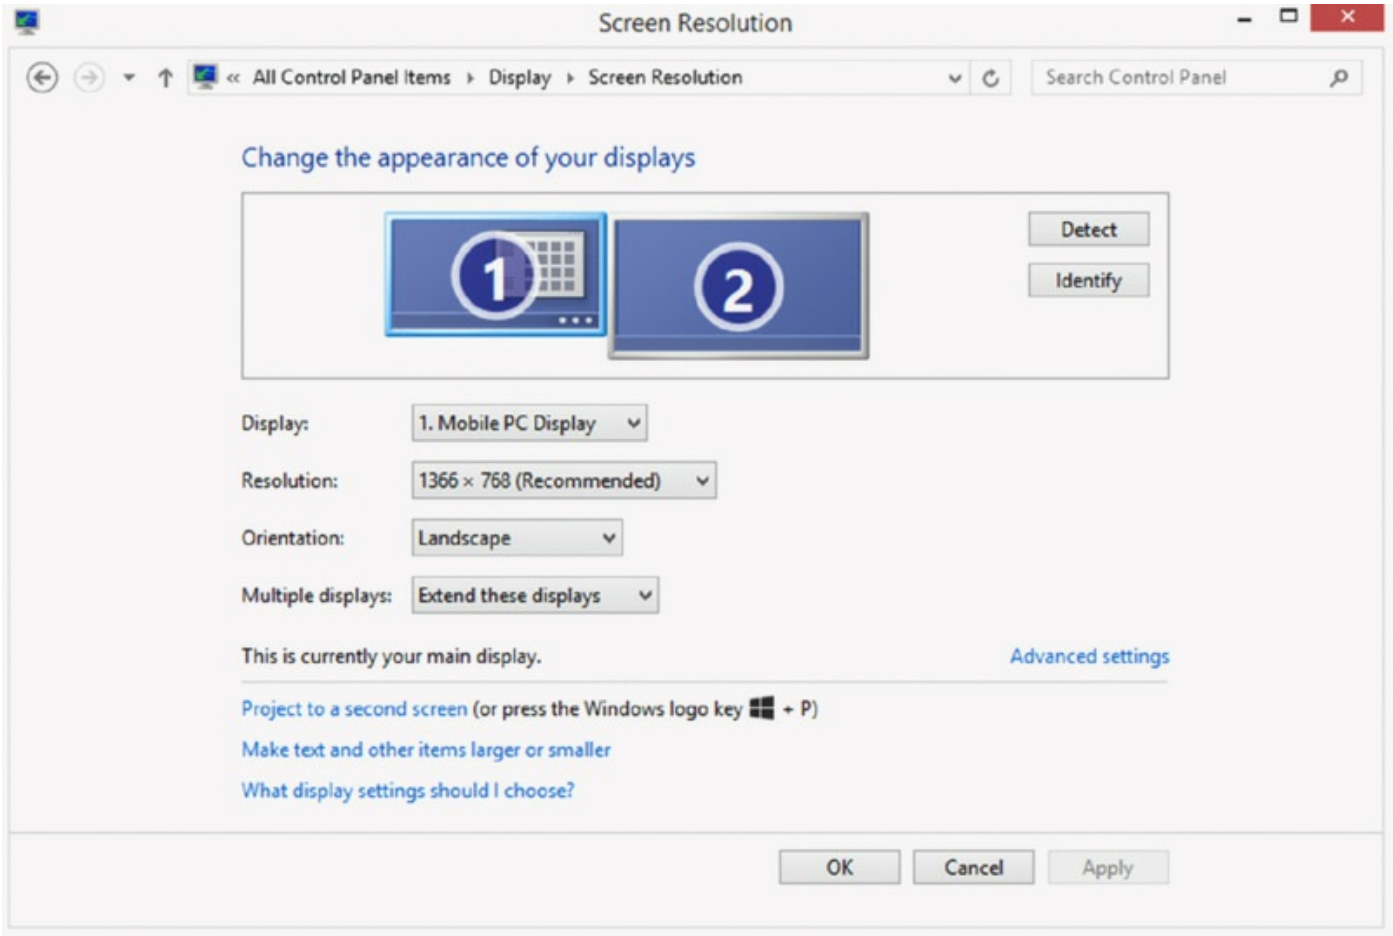 Screen Resolution
« All Control Panel Items Display Screen Resolution Search Control Panel
Change the appearance of your displays
1 2
Detect
Identify
Display: 1. Mobile PC Display
Resolution: 1366 × 768 (Recommended)
Orientation: Landscape
Multiple displays: Extend these displays
This is currently your main display. Advanced settings
Project to a second screen (or press the Windows logo key + P)
Make text and other items larger or smaller
What display settings should I choose?
OK Cancel Apply